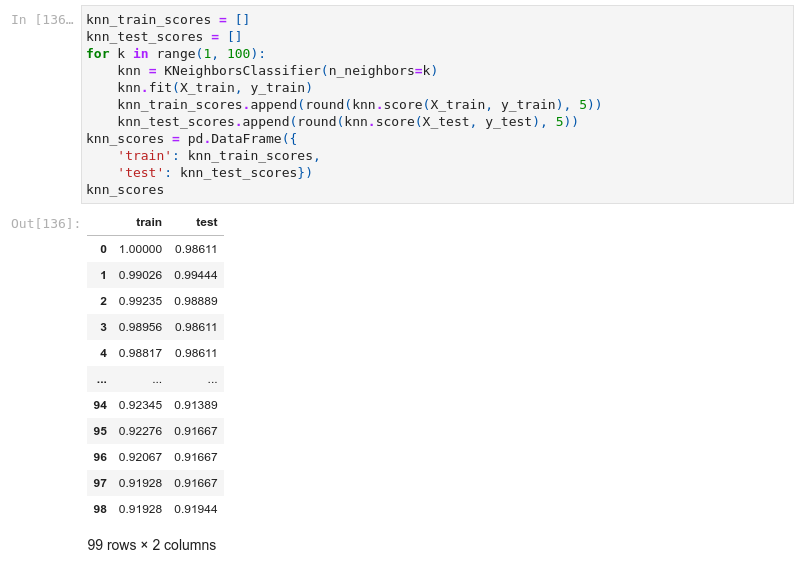 In [136…
knn_train_scores = []
knn_test_scores = []
for k in range(1, 100):
    knn = KNeighborsClassifier(n_neighbors=k)
    knn.fit(X_train, y_train)
    knn_train_scores.append(round(knn.score(X_train, y_train), 5))
    knn_test_scores.append(round(knn.score(X_test, y_test), 5))
knn_scores = pd.DataFrame({
    'train': knn_train_scores,
    'test': knn_test_scores})
knn_scores
Out[136]:
train test
0 1.00000 0.98611
1 0.99026 0.99444
2 0.99235 0.98889
3 0.98956 0.98611
4 0.98817 0.98611
... ... ...
94 0.92345 0.91389
95 0.92276 0.91667
96 0.92067 0.91667
97 0.91928 0.91667
98 0.91928 0.91944
99 rows × 2 columns